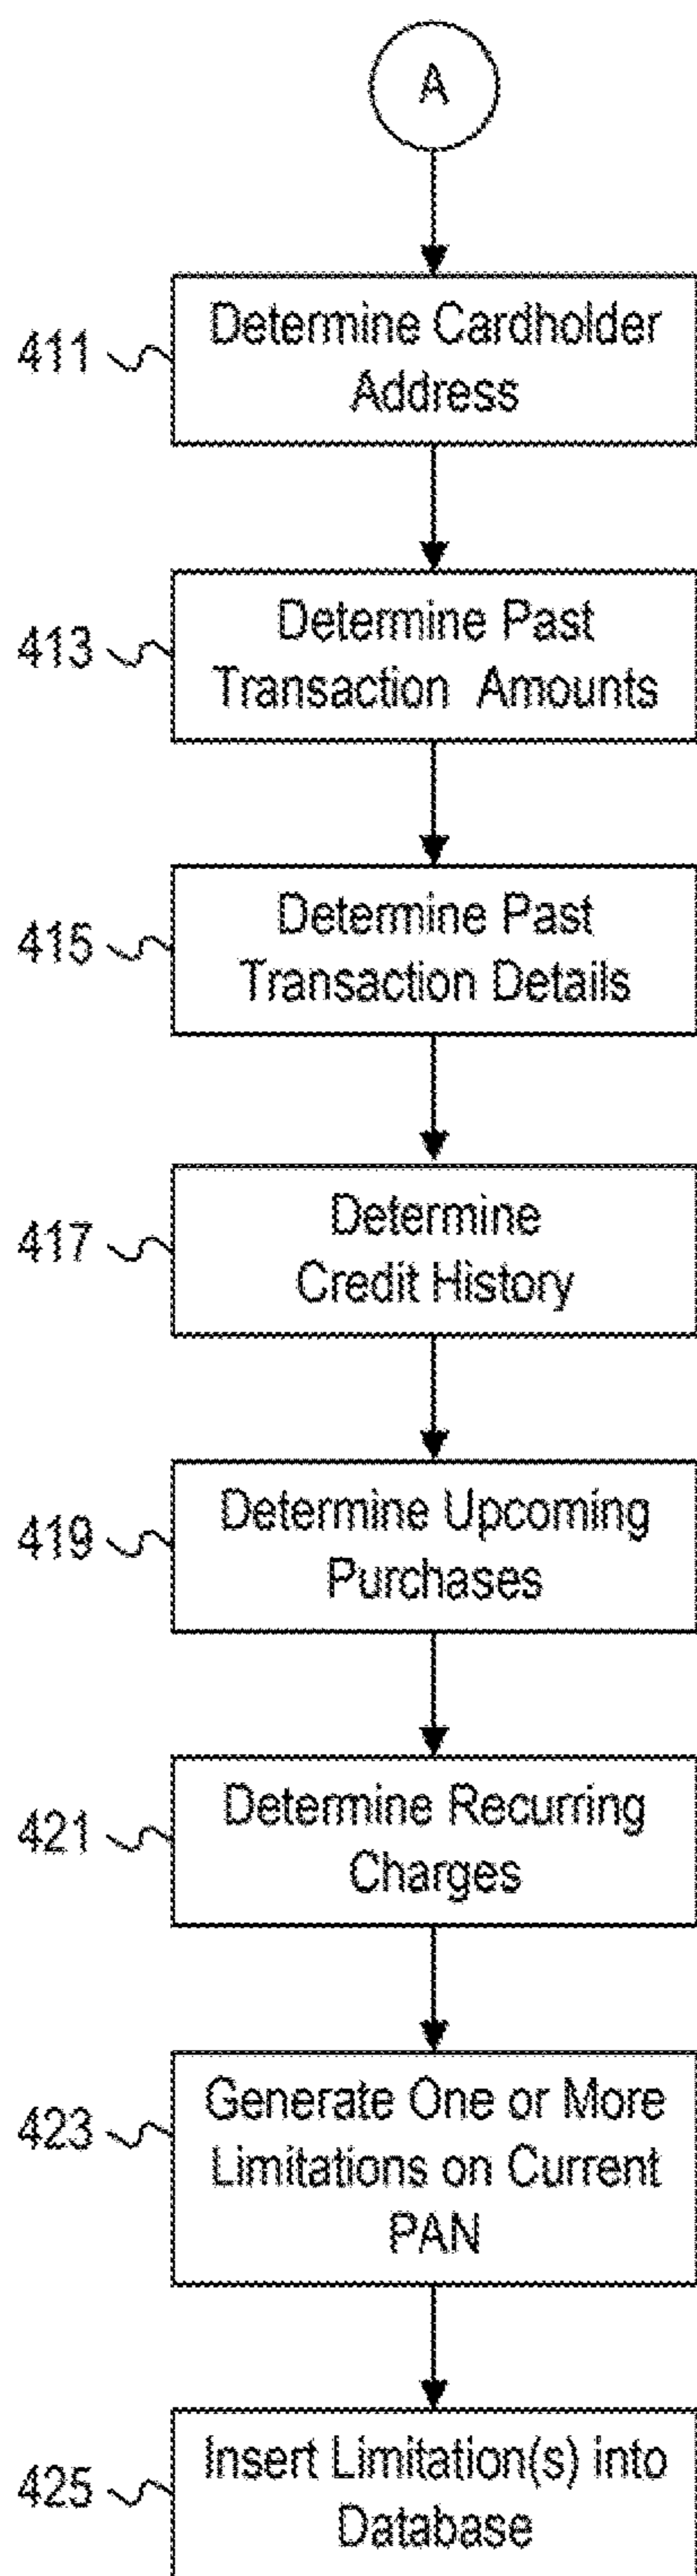 A
411
Determine Cardholder
Address
413
Determine Past
Transaction Amounts
415
Determine Past
Transaction Details
417
Determine
Credit History
419
Determine Upcoming
Purchases
421
Determine Recurring
Charges
423
Generate One or More
Limitations on Current
PAN
425
Insert Limitation(s) into
Database